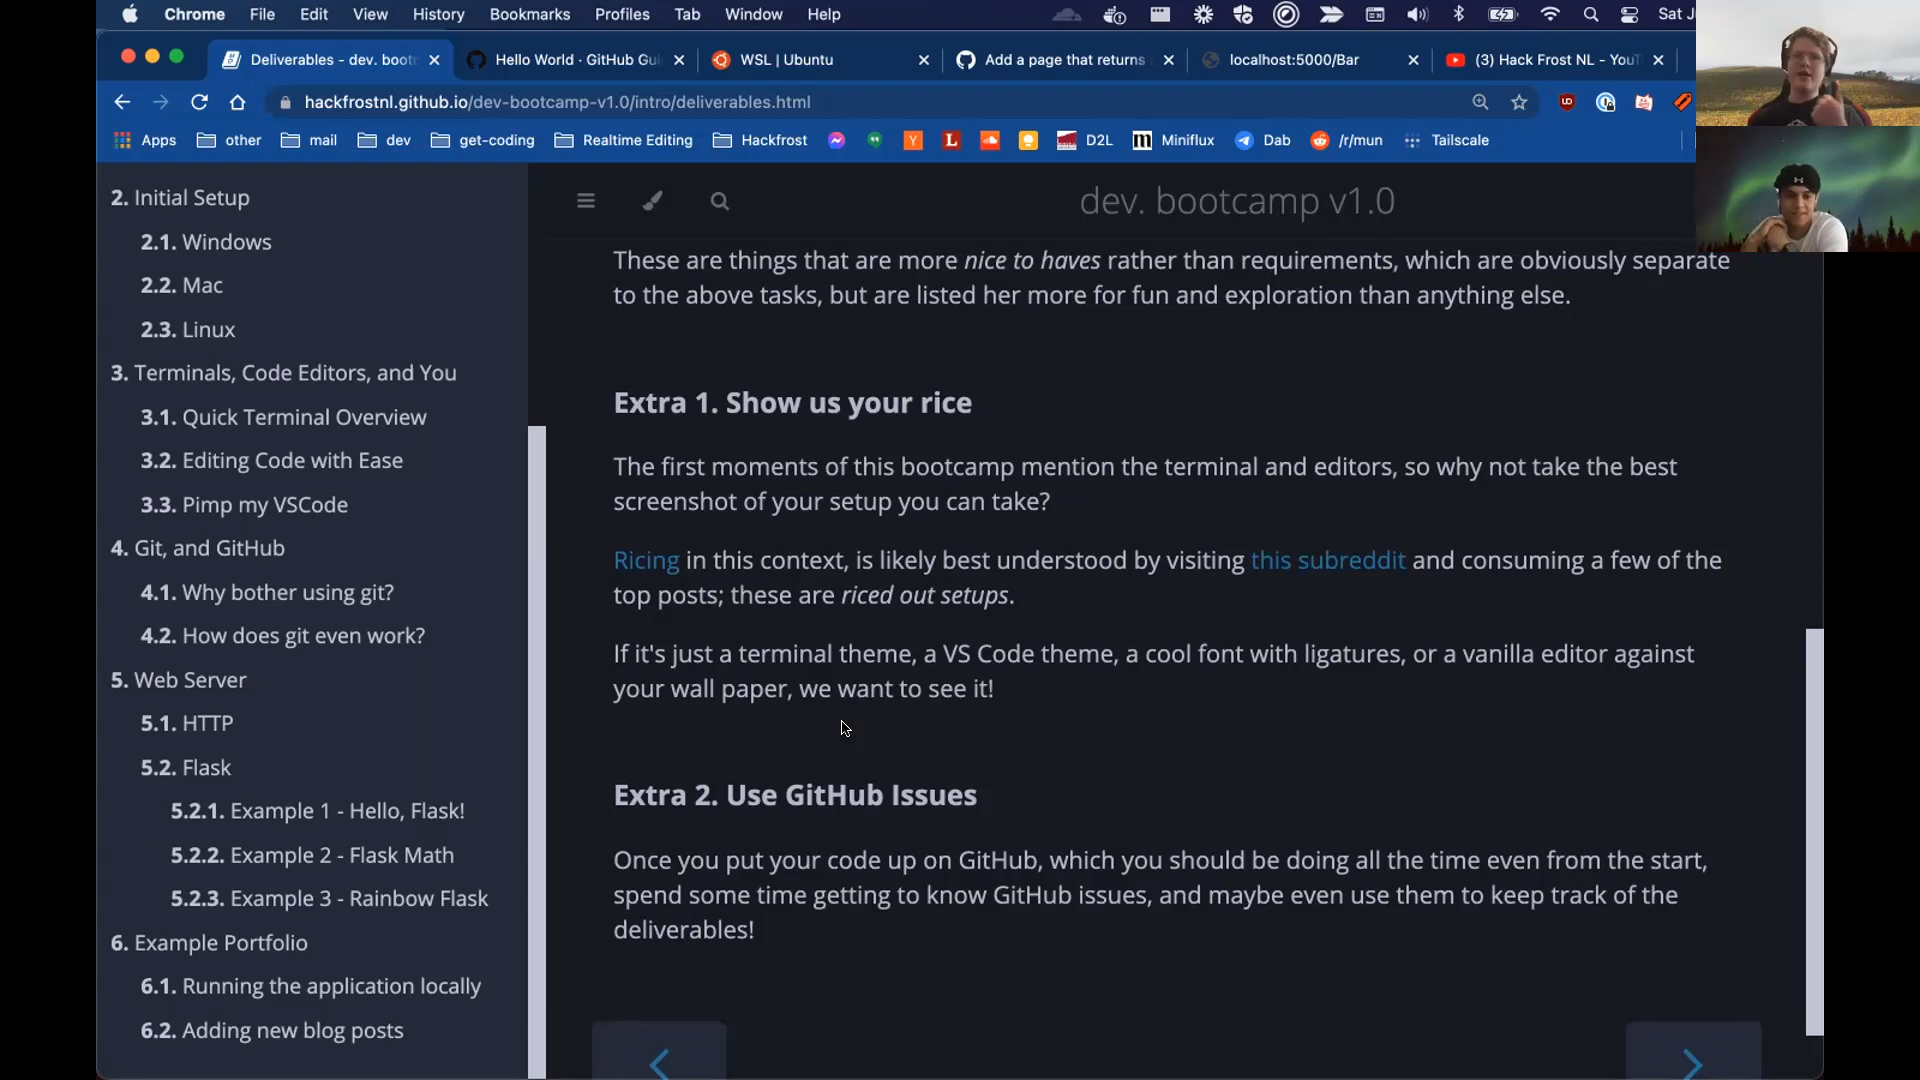 Chrome File Edit View History Bookmarks Profiles Tab Window Help Sat J
Deliverables - dev. bootc Hello World · GitHub Gui WSL | Ubuntu Add a page that returns localhost:5000/Bar (3) Hack Frost NL - YouT
hackfrostnl.github.io/dev-bootcamp-v1.0/intro/deliverables.html
Apps other mail dev get-coding Realtime Editing Hackfrost Y L D2L m Miniflux Dab /r/mun Tailscale
2. Initial Setup
2.1. Windows
2.2. Mac
2.3. Linux
3. Terminals, Code Editors, and You
3.1. Quick Terminal Overview
3.2. Editing Code with Ease
3.3. Pimp my VSCode
4. Git, and GitHub
4.1. Why bother using git?
4.2. How does git even work?
5. Web Server
5.1. HTTP
5.2. Flask
5.2.1. Example 1 - Hello, Flask!
5.2.2. Example 2 - Flask Math
5.2.3. Example 3 - Rainbow Flask
6. Example Portfolio
6.1. Running the application locally
6.2. Adding new blog posts
dev. bootcamp v1.0
These are things that are more nice to haves rather than requirements, which are obviously separate
to the above tasks, but are listed her more for fun and exploration than anything else.
Extra 1. Show us your rice
The first moments of this bootcamp mention the terminal and editors, so why not take the best
screenshot of your setup you can take?
Ricing in this context, is likely best understood by visiting this subreddit and consuming a few of the
top posts; these are riced out setups.
If it's just a terminal theme, a VS Code theme, a cool font with ligatures, or a vanilla editor against
your wall paper, we want to see it!
Extra 2. Use GitHub Issues
Once you put your code up on GitHub, which you should be doing all the time even from the start,
spend some time getting to know GitHub issues, and maybe even use them to keep track of the
deliverables!